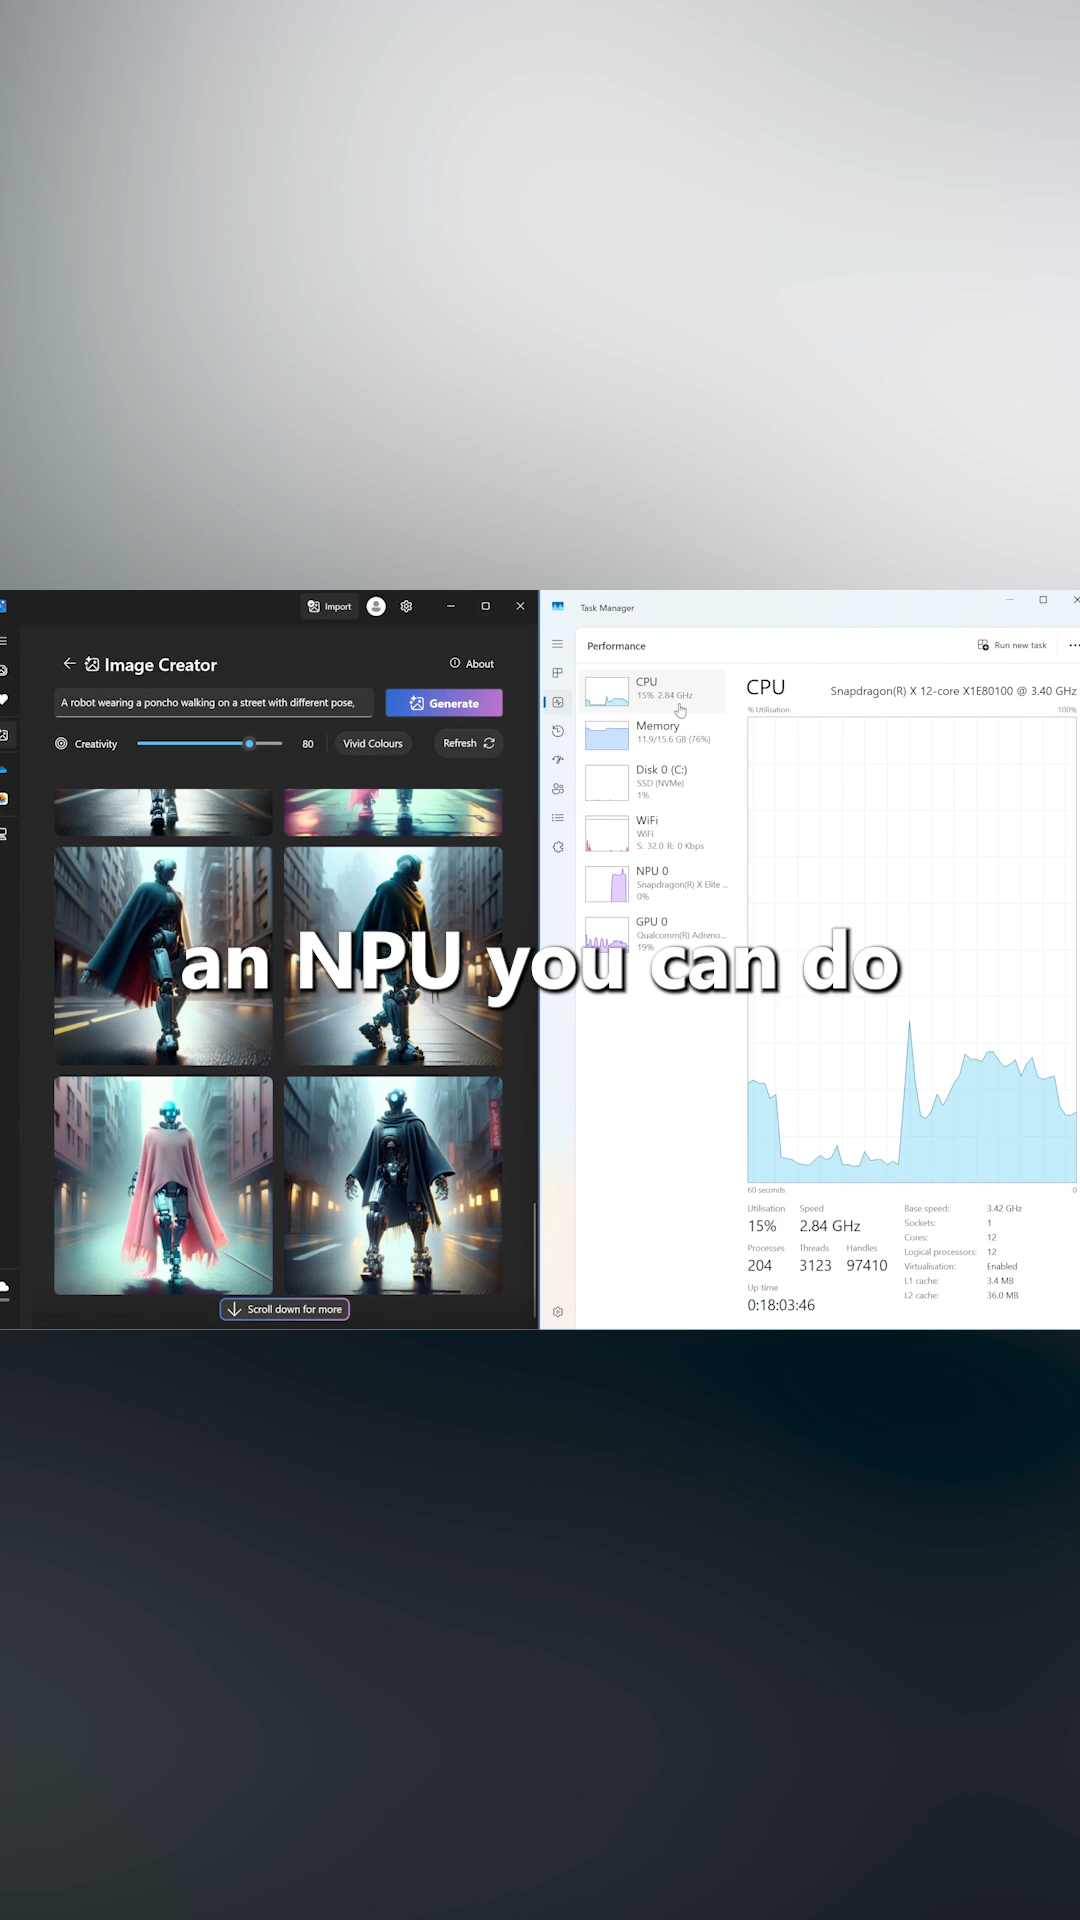 Import
Image Creator
About
A robot wearing a poncho walking on a street with different pose,
Generate
Creativity
80
Vivid Colours
Refresh
Scroll down for more
Task Manager
Performance
Run new task
CPU
15% 2.84 GHz
Memory
11.9/15.6 GB (76%)
Disk 0 (C:)
SSD (NVMe)
1%
WiFi
WiFi
S: 32.0 R: 0 Kbps
NPU 0
Snapdragon(R) X Elite ...
0%
GPU 0
Qualcomm(R) Adreno...
19%
an NPU you can do
CPU
Snapdragon(R) X 12-core X1E80100 @ 3.40 GHz
% Utilisation
100%
60 seconds
0
Utilisation
Speed
15%
2.84 GHz
Processes
Threads
Handles
204
3123
97410
Up time
0:18:03:46
Base speed:
3.42 GHz
Sockets:
1
Cores:
12
Logical processors:
12
Virtualisation:
Enabled
L1 cache:
3.4 MB
L2 cache:
36.0 MB